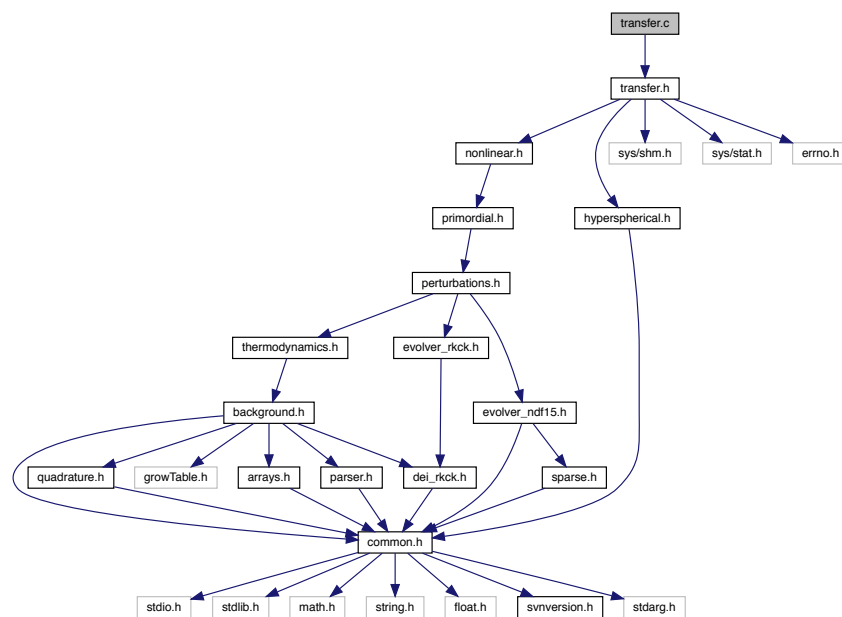 transfer.c
transfer.h
nonlinear.h
sys/shm.h
sys/stat.h
errno.h
primordial.h
hyperspherical.h
perturbations.h
thermodynamics.h
evolver_rkck.h
background.h
evolver_ndf15.h
quadrature.h
growTable.h
arrays.h
parser.h
dei_rkck.h
sparse.h
common.h
stdio.h
stdlib.h
math.h
string.h
float.h
svnversion.h
stdarg.h